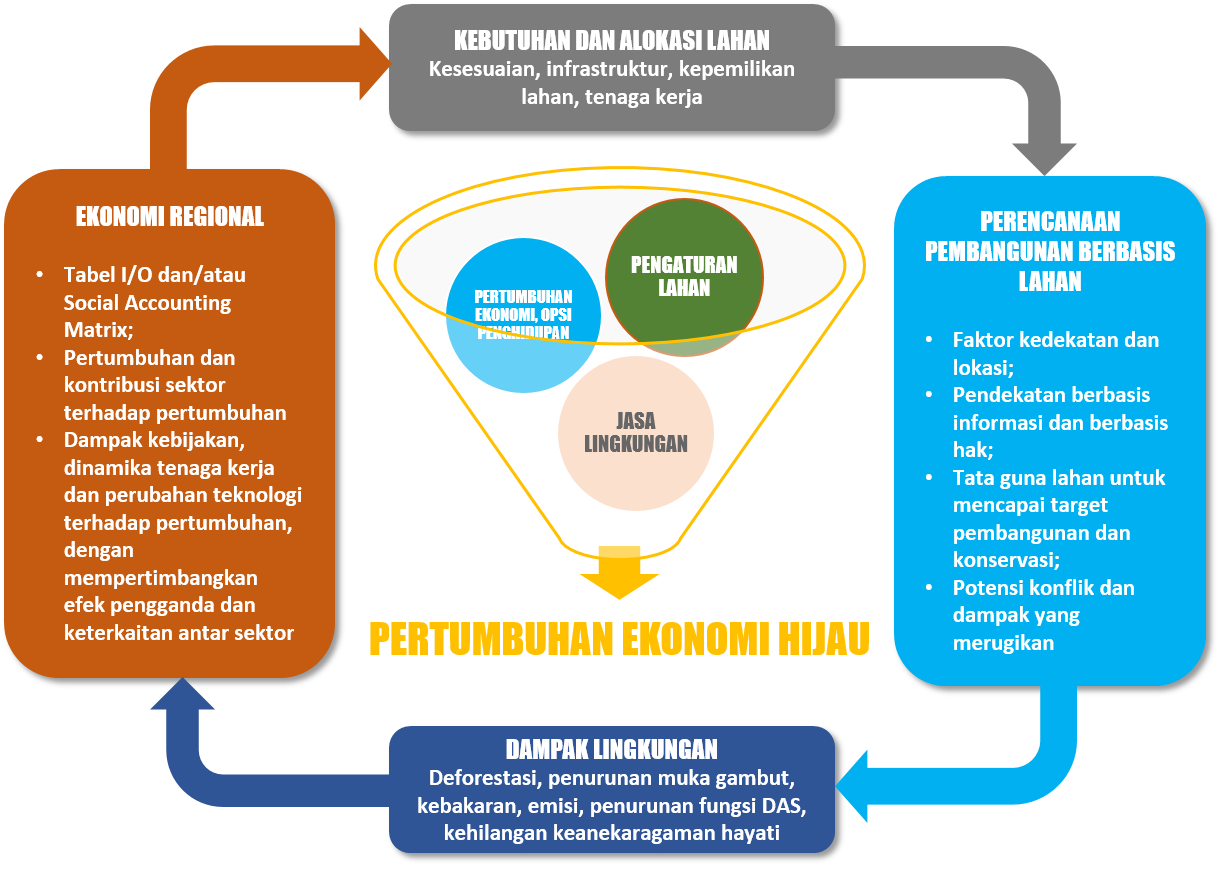 KEBUTUHAN DAN ALOKASI LAHAN
Kesesuaian, infrastruktur, kepemilikan
lahan, tenaga kerja
EKONOMI REGIONAL
• Tabel I/O dan/atau
Social Accounting
Matrix;
• Pertumbuhan dan
kontribusi sektor
terhadap pertumbuhan
• Dampak kebijakan,
dinamika tenaga kerja
dan perubahan teknologi
terhadap pertumbuhan,
dengan
mempertimbangkan
efek pengganda dan
keterkaitan antar sektor
PERTUMBUHAN
EKONOMI, OPSI
PENGHIDUPAN
PENGATURAN
LAHAN
JASA
LINGKUNGAN
PERTUMBUHAN EKONOMI HIJAU
PERENCANAAN
PEMBANGUNAN BERBASIS
LAHAN
• Faktor kedekatan dan
lokasi;
• Pendekatan berbasis
informasi dan berbasis
hak;
• Tata guna lahan untuk
mencapai target
pembangunan dan
konservasi;
• Potensi konflik dan
dampak yang
merugikan
DAMPAK LINGKUNGAN
Deforestasi, penurunan muka gambut,
kebakaran, emisi, penurunan fungsi DAS,
kehilangan keanekaragaman hayati